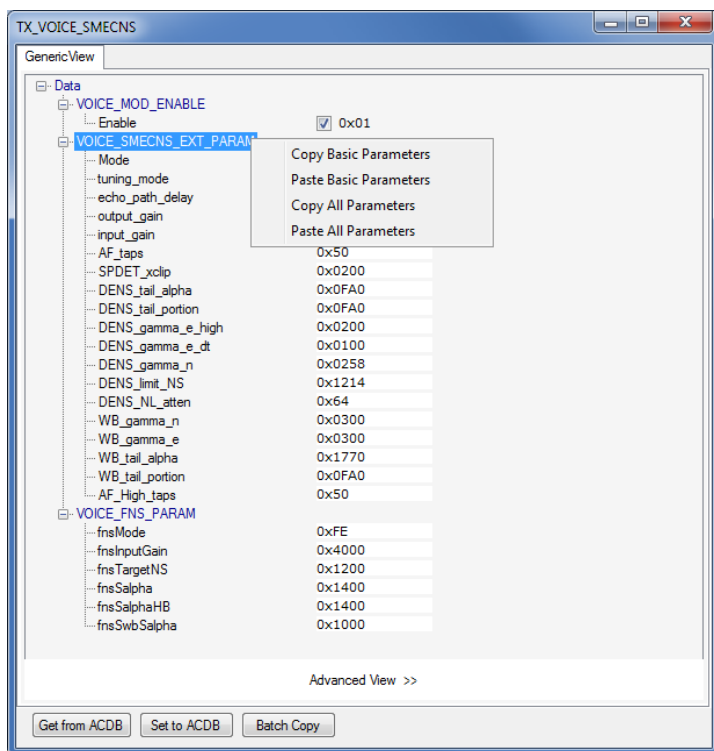 TX_VOICE_SMECNS
GenericView
Data
VOICE_MOD_ENABLE
Enable 0x01
VOICE_SMECNS_EXT_PARAM
Mode
tuning_mode
echo_path_delay
output_gain
input_gain
Copy Basic Parameters
Paste Basic Parameters
Copy All Parameters
Paste All Parameters
AF_taps 0x50
SPDET_xclip 0x0200
DENS_tail_alpha 0x0FA0
DENS_tail_portion 0x0FA0
DENS_gamma_e_high 0x0200
DENS_gamma_e_dt 0x0100
DENS_gamma_n 0x0258
DENS_limit_NS 0x1214
DENS_NL_atten 0x64
WB_gamma_n 0x0300
WB_gamma_e 0x0300
WB_tail_alpha 0x1770
WB_tail_portion 0x0FA0
AF_High_taps 0x50
VOICE_FNS_PARAM
fnsMode 0xFE
fnsInputGain 0x4000
fnsTargetNS 0x1200
fnsSalpha 0x1400
fnsSalphaHB 0x1400
fnsSwbSalpha 0x1000
Advanced View >>
Get from ACDB Set to ACDB Batch Copy